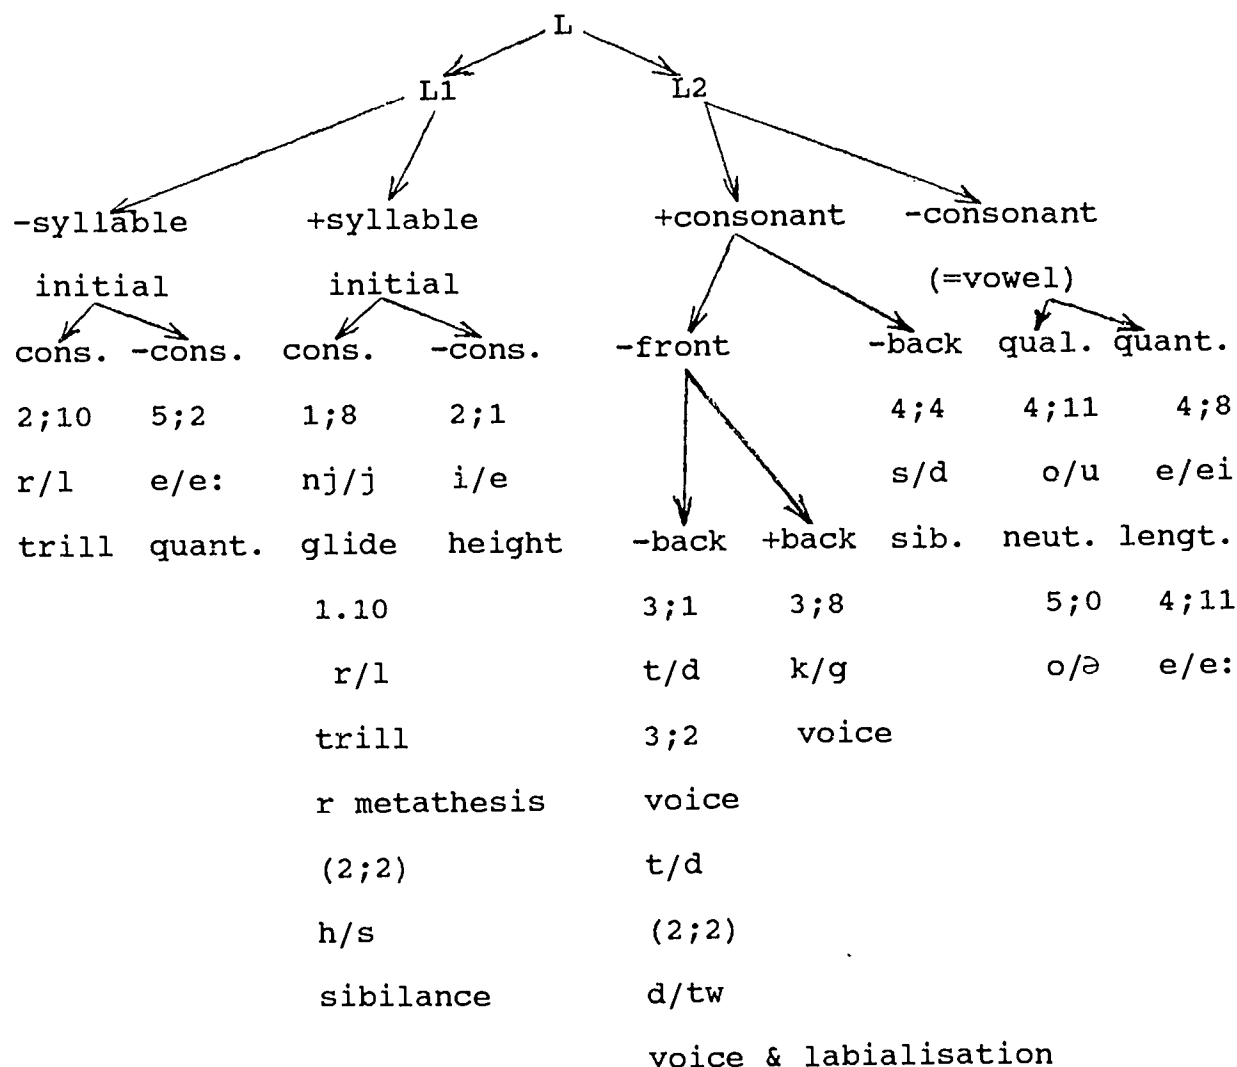 L
L1 L2
-syllable +syllable +consonant -consonant
initial initial (=vowel)
cons. -cons. cons. -cons. -front -back qual. quant.
2;10 5;2 1;8 2;1 4;4 4;11 4;8
r/l e/e: nj/j i/e s/d o/u e/ei
trill quant. glide height -back +back sib. neut. lengt.
1.10 3;1 3;8 5;0 4;11
r/l t/d k/g o/ə e/e:
trill 3;2 voice
r metathesis voice
(2;2) t/d
h/s (2;2)
sibilance d/tw
voice & labialisation